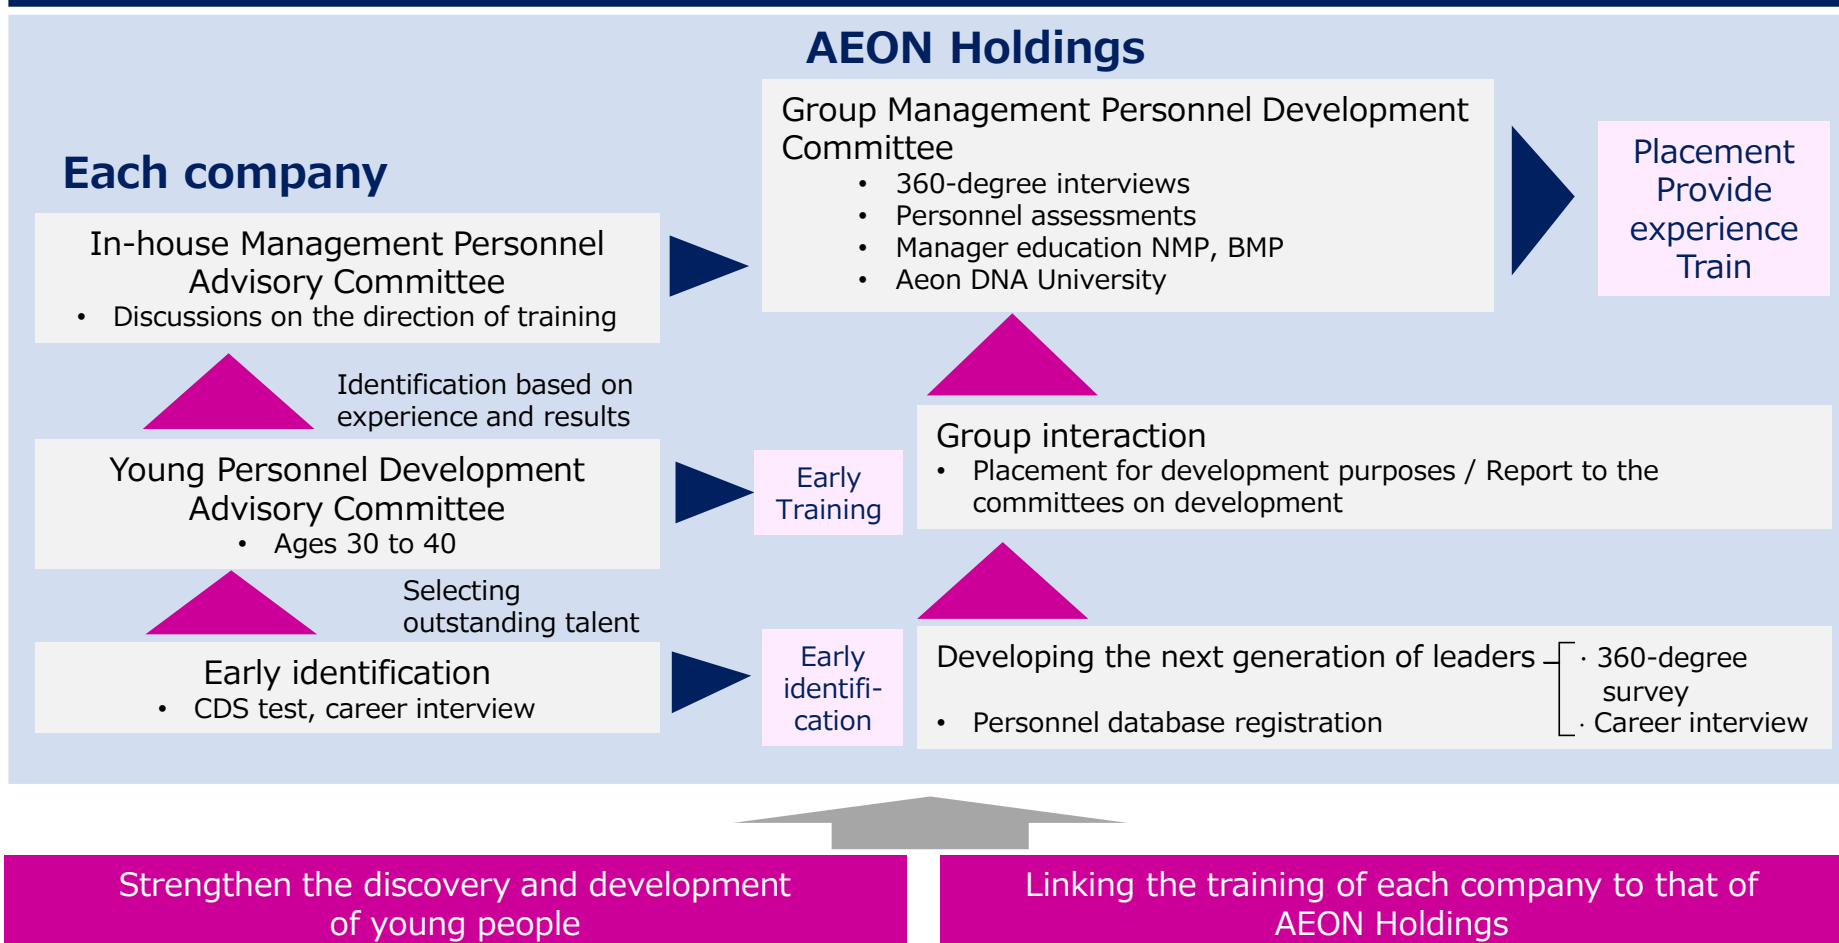 AEON Holdings
Each company
In-house Management Personnel
Advisory Committee
• Discussions on the direction of training
Identification based on
experience and results
Young Personnel Development
Advisory Committee
• Ages 30 to 40
Selecting
outstanding talent
Early identification
• CDS test, career interview
Group Management Personnel Development
Committee
• 360-degree interviews
• Personnel assessments
• Manager education NMP, BMP
• Aeon DNA University
Placement
Provide
experience
Train
Early
Training
Group interaction
• Placement for development purposes / Report to the
committees on development
Early
identifi-
cation
Developing the next generation of leaders
• Personnel database registration
· 360-degree
survey
· Career interview
Strengthen the discovery and development
of young people
Linking the training of each company to that of
AEON Holdings